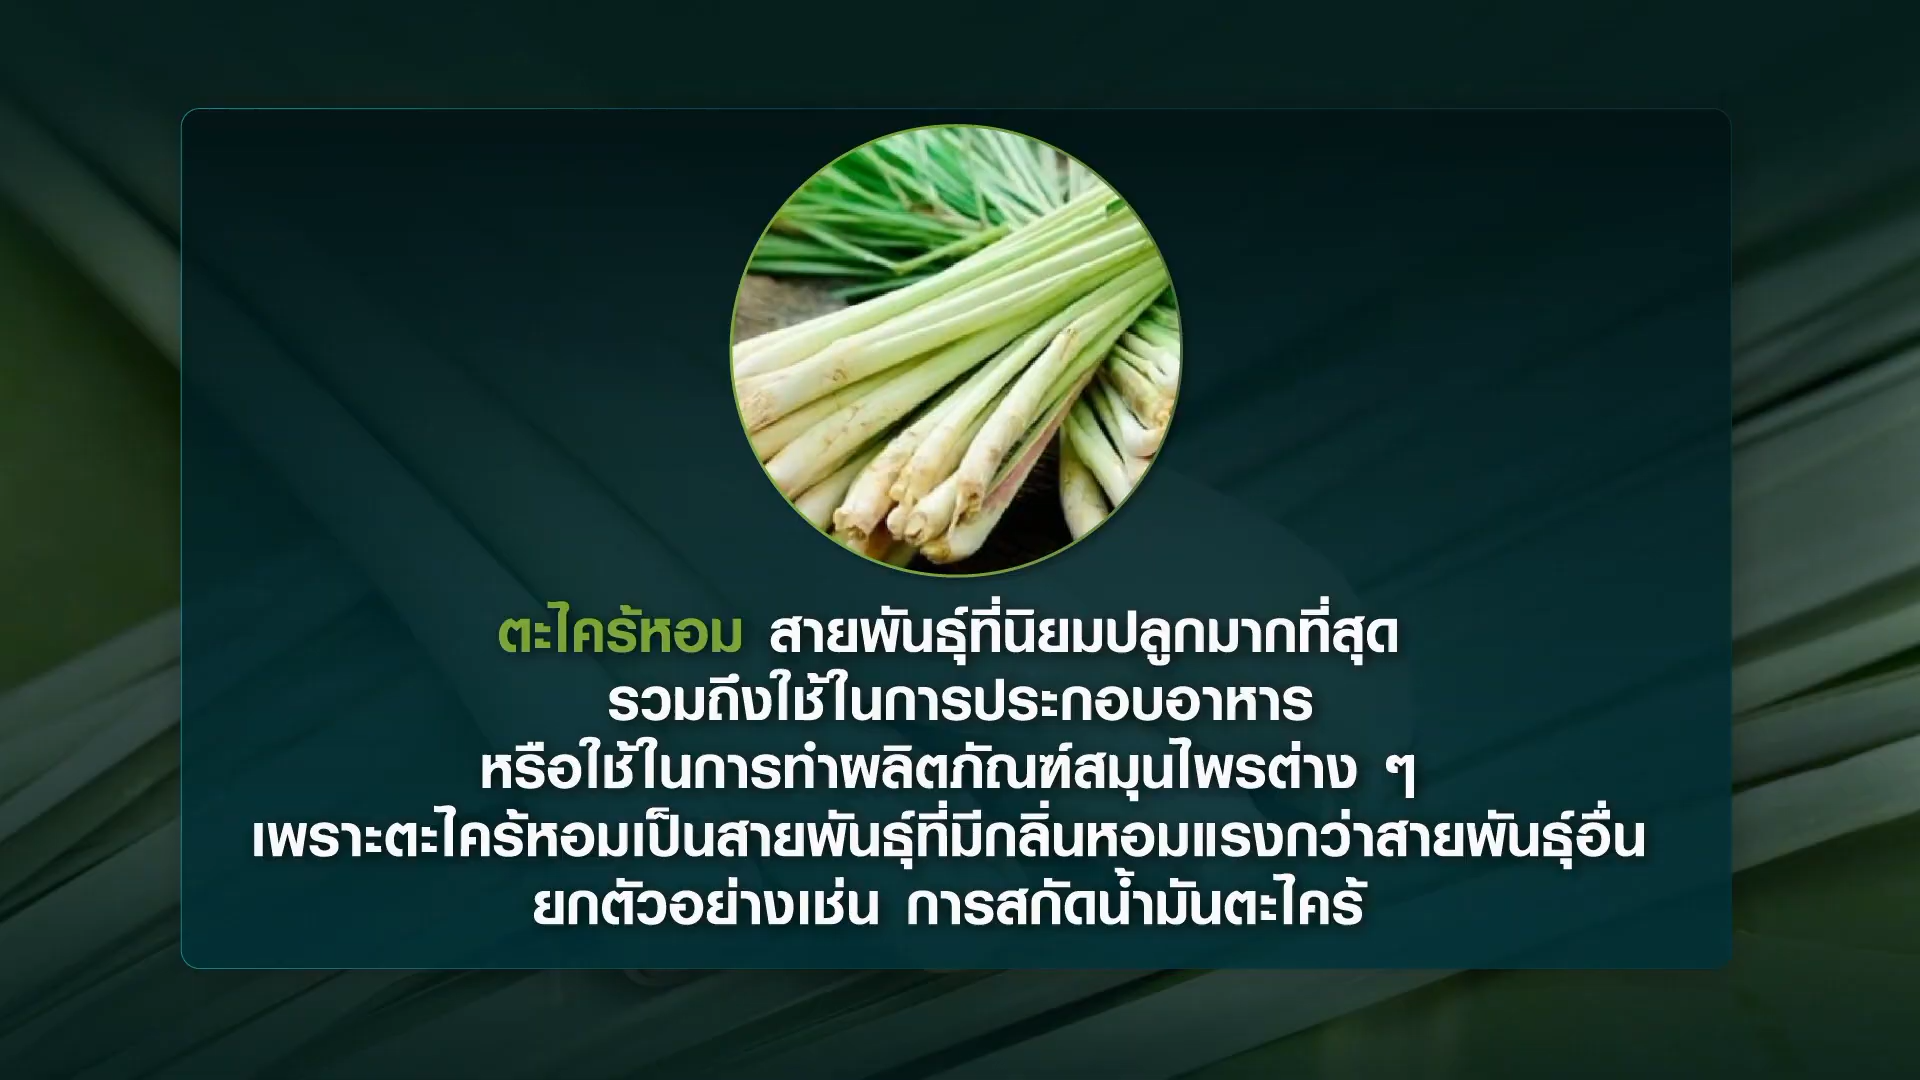 ตะไคร้หอม สายพันธุ์ที่นิยมปลูกมากที่สุด
รวมถึงใช้ในการประกอบอาหาร
หรือใช้ในการทำผลิตภัณฑ์สมุนไพรต่าง ๆ
เพราะตะไคร้หอมเป็นสายพันธุ์ที่มีกลิ่นหอมแรงกว่าสายพันธุ์อื่น
ยกตัวอย่างเช่น การสกัดน้ำมันตะไคร้